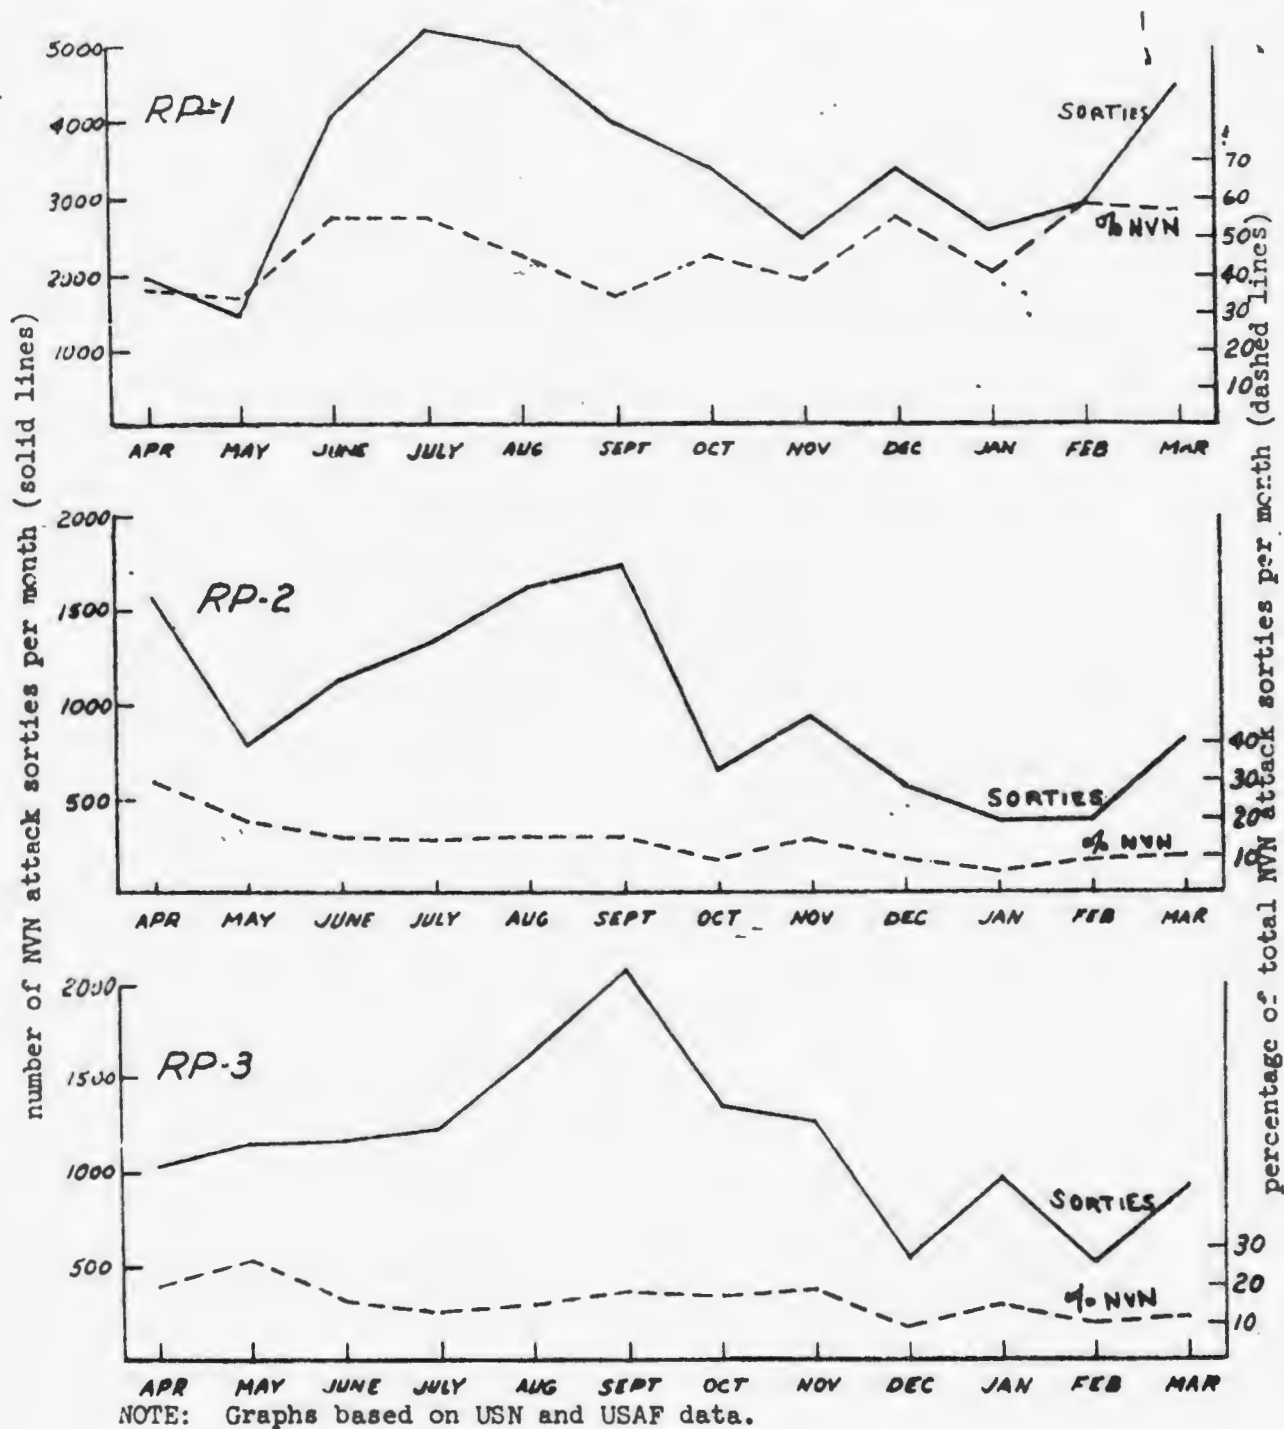 number of NVN attack sorties per month (solid lines)
percentage of total NVN attack sorties per month (dashed lines)
RP-1
5000
4000
3000
2000
1000
SORTIES
% NVN
70
60
50
40
30
20
10
APR MAY JUNE JULY AUG SEPT OCT NOV DEC JAN FEB MAR
RP-2
2000
1500
1000
500
SORTIES
% NVN
40
30
20
10
APR MAY JUNE JULY AUG SEPT OCT NOV DEC JAN FEB MAR
RP-3
2000
1500
1000
500
SORTIES
% NVN
30
20
10
APR MAY JUNE JULY AUG SEPT OCT NOV DEC JAN FEB MAR
NOTE: Graphs based on USN and USAF data.